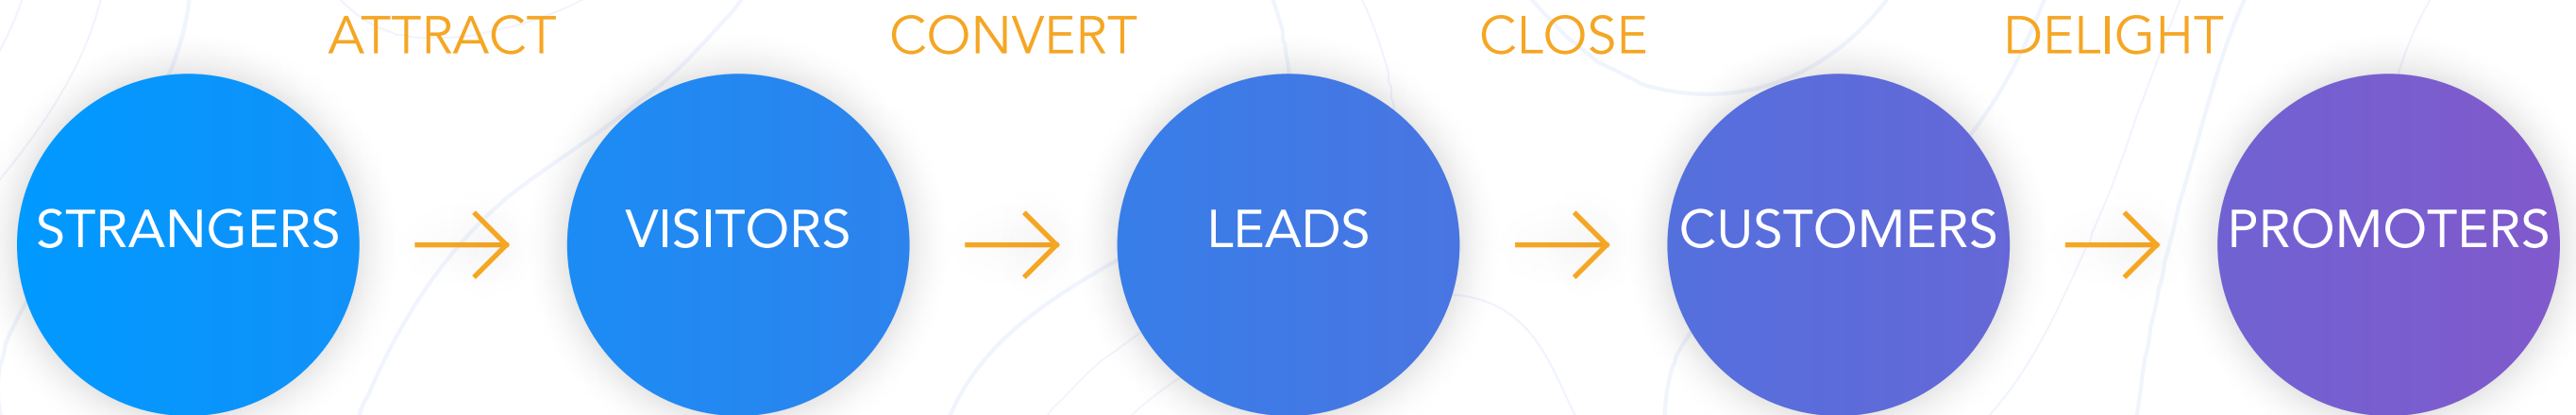 ATTRACT CONVERT CLOSE DELIGHT
STRANGERS VISITORS LEADS CUSTOMERS PROMOTERS